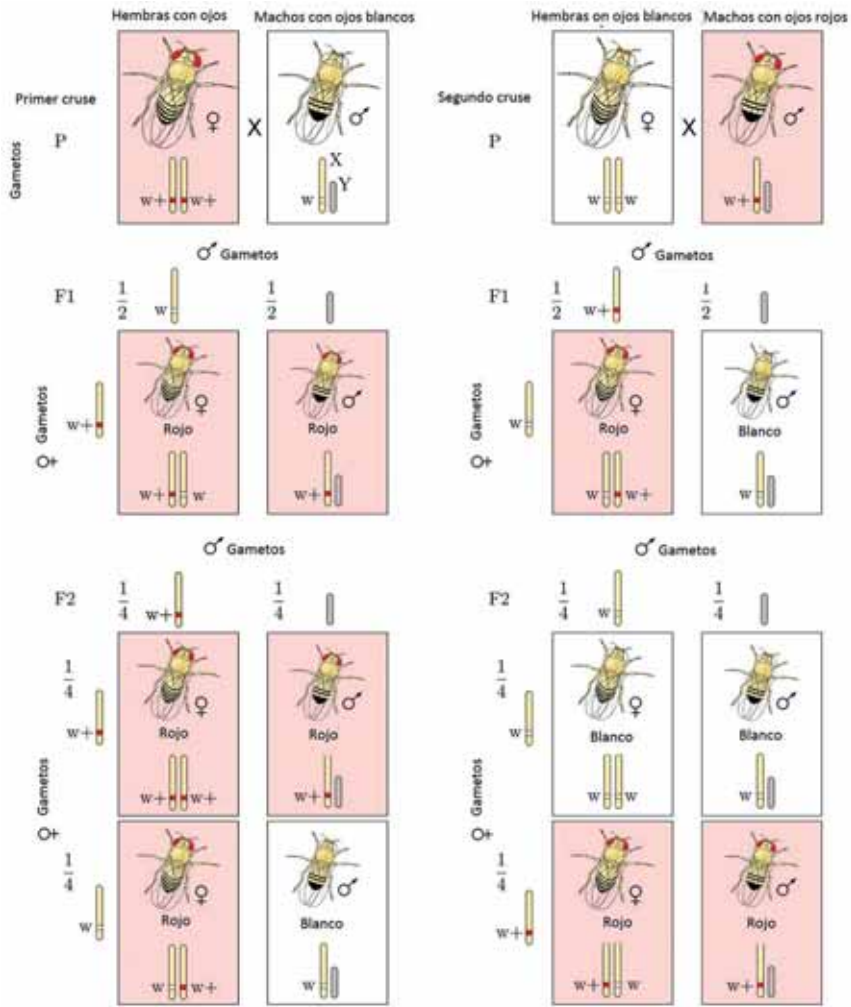 Hembras con ojos Machos con ojos blancos Hembras on ojos blancos Machos con ojos rojos
Primer cruse Segundo cruse
P X P X
Gametos
♀ ♂ ♀ ♂
X
Y
w+ w+ w w w w+
♂ Gametos ♂ Gametos
F1 1/2 w 1/2 F1 1/2 w+ 1/2
♀ ♂ ♀ ♂
Gametos w+ Rojo Rojo Gametos w Rojo Blanco
♀ ♀
w+ w w+ w w+ w
♂ Gametos ♂ Gametos
F2 1/4 w+ 1/4 F2 1/4 w 1/4
1/4 ♀ ♂ 1/4 ♀ ♂
w+ Rojo Rojo w Blanco Blanco
w+ w+ w+ w w w
Gametos Gametos
♀ ♀
1/4 ♀ ♂ 1/4 ♀ ♂
w Rojo Blanco w+ Rojo Rojo
w w+ w w+ w w+